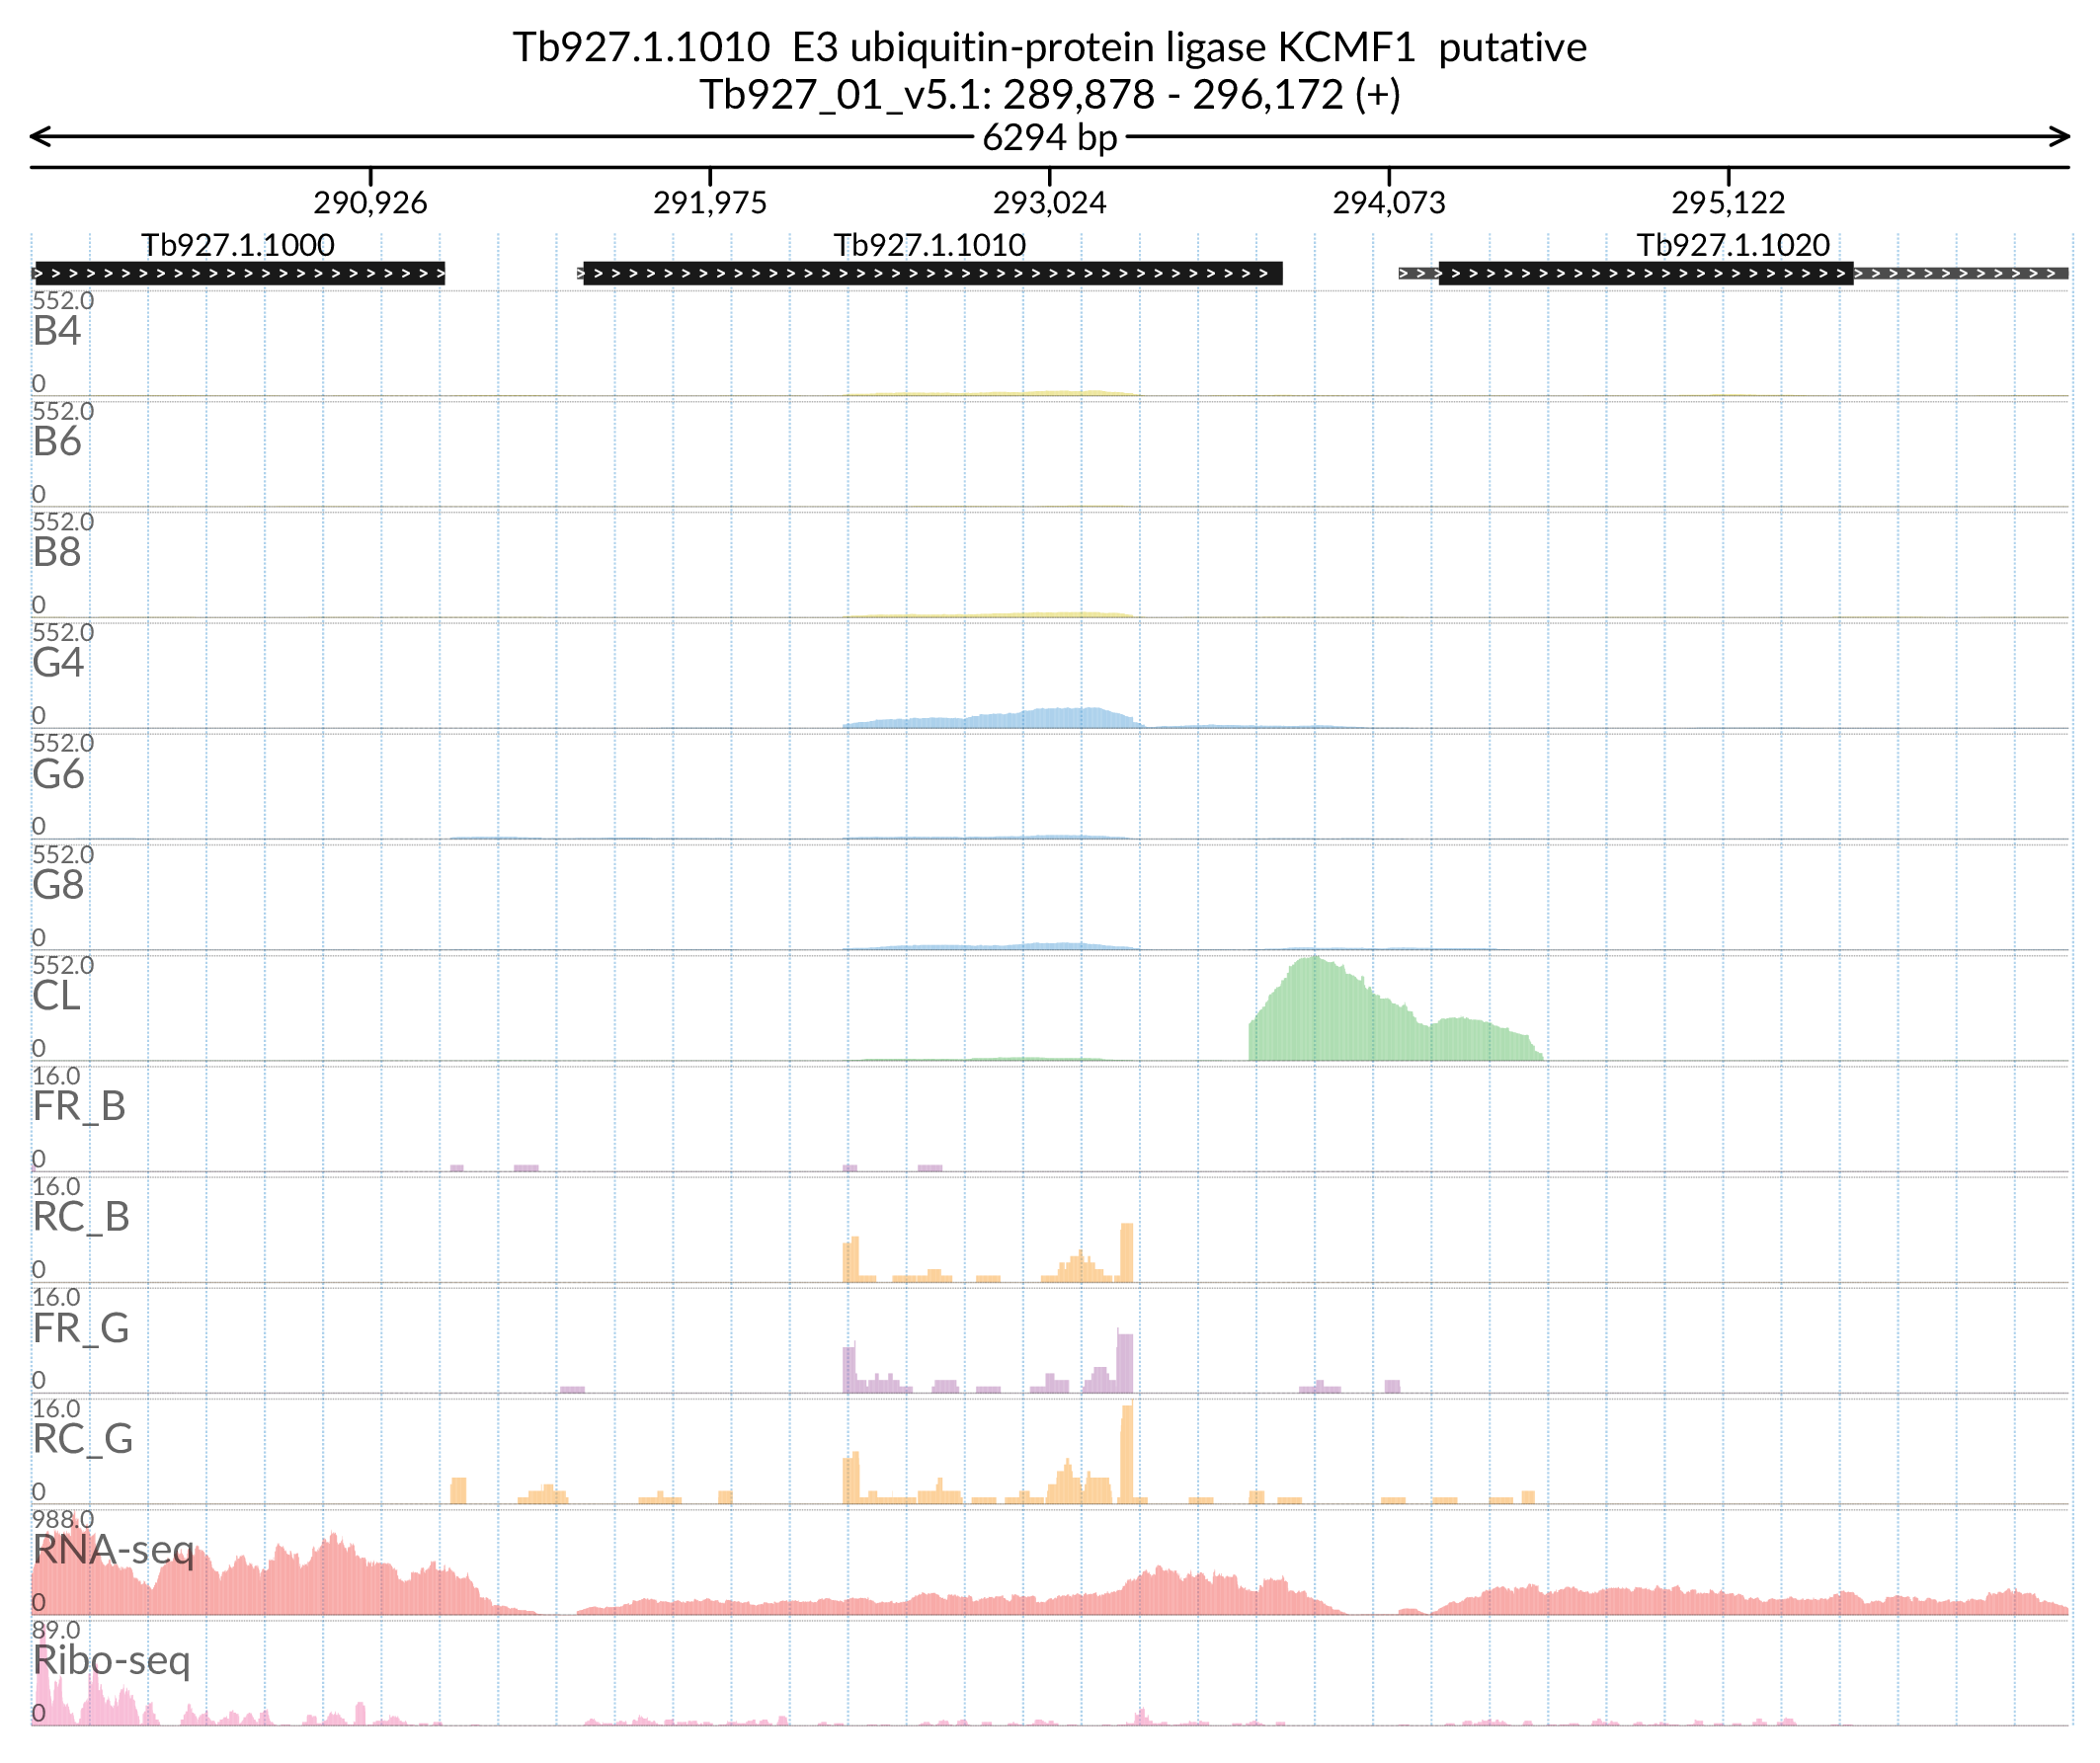 Tb927.1.1010  E3 ubiquitin-protein ligase KCMF1  putative
Tb927_01_v5.1: 289,878 - 296,172 (+)
6294 bp
290,926 291,975 293,024 294,073 295,122
Tb927.1.1000 Tb927.1.1010 Tb927.1.1020
552.0
B4
0
552.0
B6
0
552.0
B8
0
552.0
G4
0
552.0
G6
0
552.0
G8
0
552.0
CL
0
16.0
FR_B
0
16.0
RC_B
0
16.0
FR_G
0
16.0
RC_G
0
988.0
RNA-seq
0
89.0
Ribo-seq
0